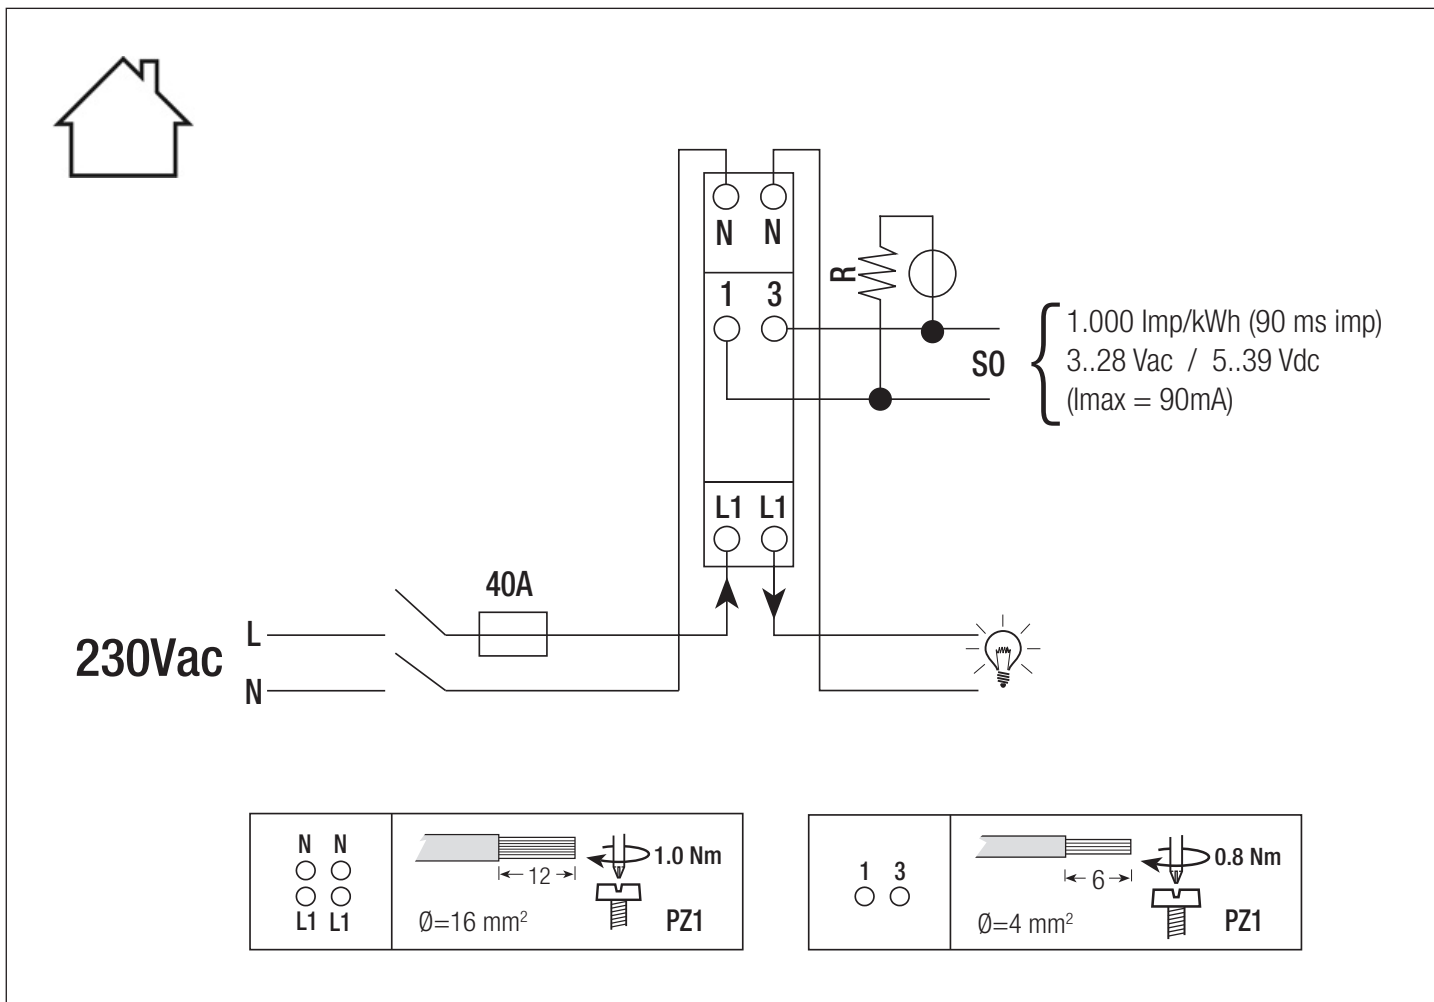 N N
1 3
R
S0
1.000 Imp/kWh (90 ms imp)
3..28 Vac / 5..39 Vdc
(Imax = 90mA)
L1 L1
40A
230Vac
L
N
N N
L1 L1
12
1.0 Nm
Ø=16 mm²
PZ1
1 3
6
0.8 Nm
Ø=4 mm²
PZ1